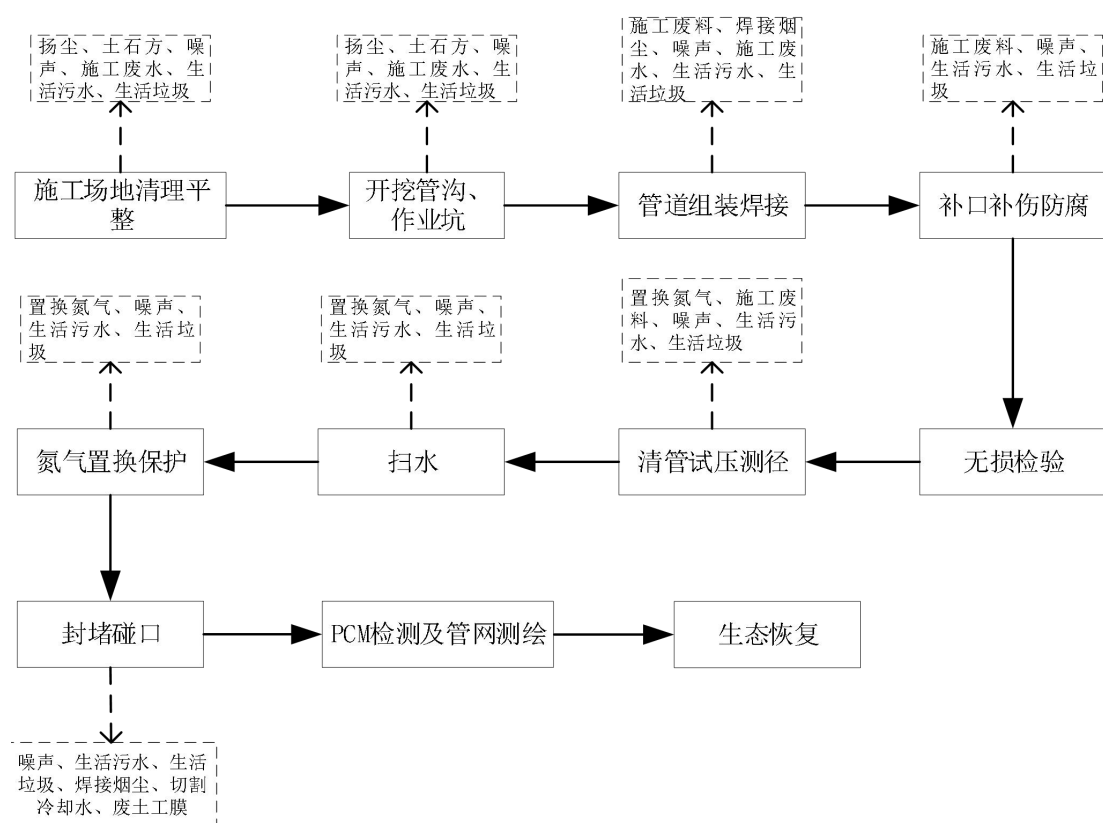 扬尘、土石方、噪
声、施工废水、生
活污水、生活垃圾
扬尘、土石方、噪
声、施工废水、生
活污水、生活垃圾
施工废料、焊接烟
尘、噪声、施工废
水、生活污水、生
活垃圾
施工废料、噪声、
生活污水、生活垃
圾
施工场地清理平
整
开挖管沟、
作业坑
管道组装焊接
补口补伤防腐
置换氮气、噪声、
生活污水、生活垃
圾
置换氮气、噪声、
生活污水、生活垃
圾
置换氮气、施工废
料、噪声、生活污
水、生活垃圾
氮气置换保护
扫水
清管试压测径
无损检验
封堵碰口
PCM检测及管网测绘
生态恢复
噪声、生活污水、生活
垃圾、焊接烟尘、切割
冷却水、废土工膜